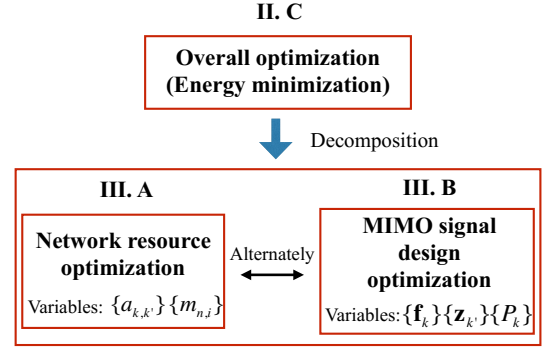 II. C
Overall optimization
(Energy minimization)
Decomposition
III. A
Network resource
optimization
Variables: {a_{k,k'}}{m_{n,i}}
Alternately
III. B
MIMO signal
design
optimization
Variables:{f_k}{z_{k'}}{P_k}